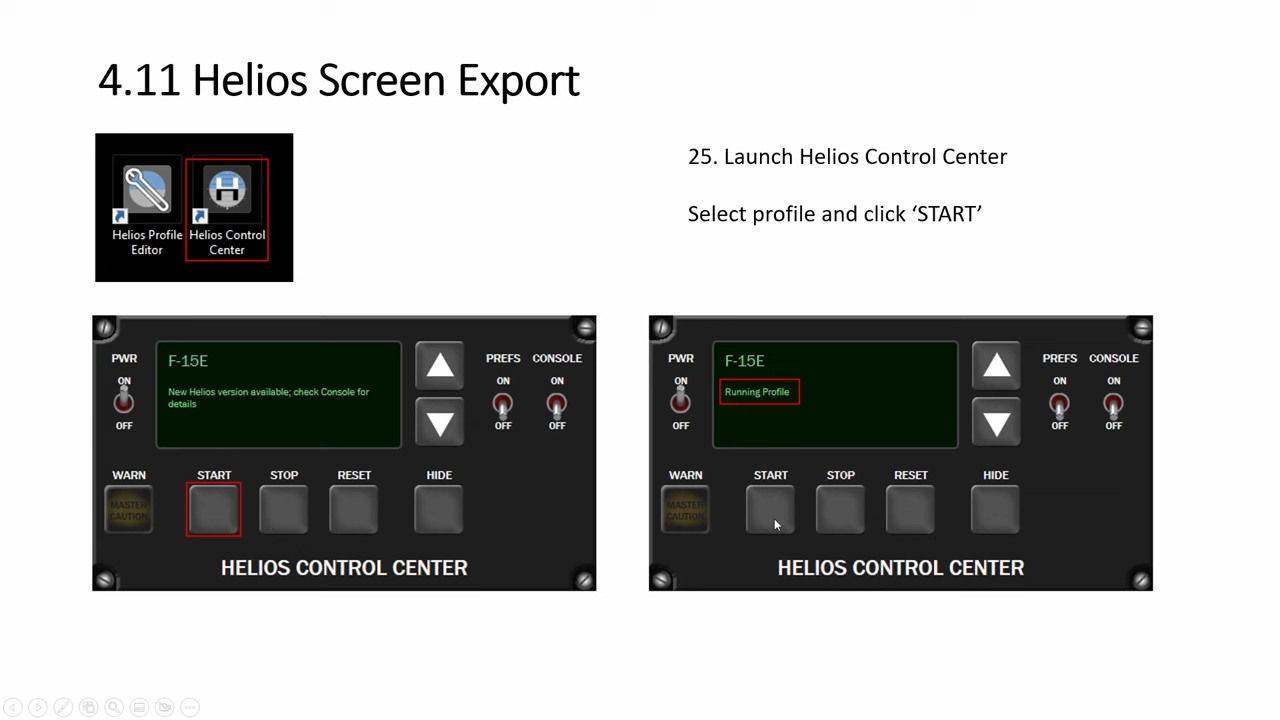 4.11 Helios Screen Export
Helios Profile Editor
Helios Control Center
25. Launch Helios Control Center
Select profile and click ‘START’
PWR
ON
OFF
F-15E
New Helios version available; check Console for
details
PREFS
ON
OFF
CONSOLE
ON
OFF
WARN
MASTER
CAUTION
START
STOP
RESET
HIDE
HELIOS CONTROL CENTER
PWR
ON
OFF
F-15E
Running Profile
PREFS
ON
OFF
CONSOLE
ON
OFF
WARN
MASTER
CAUTION
START
STOP
RESET
HIDE
HELIOS CONTROL CENTER